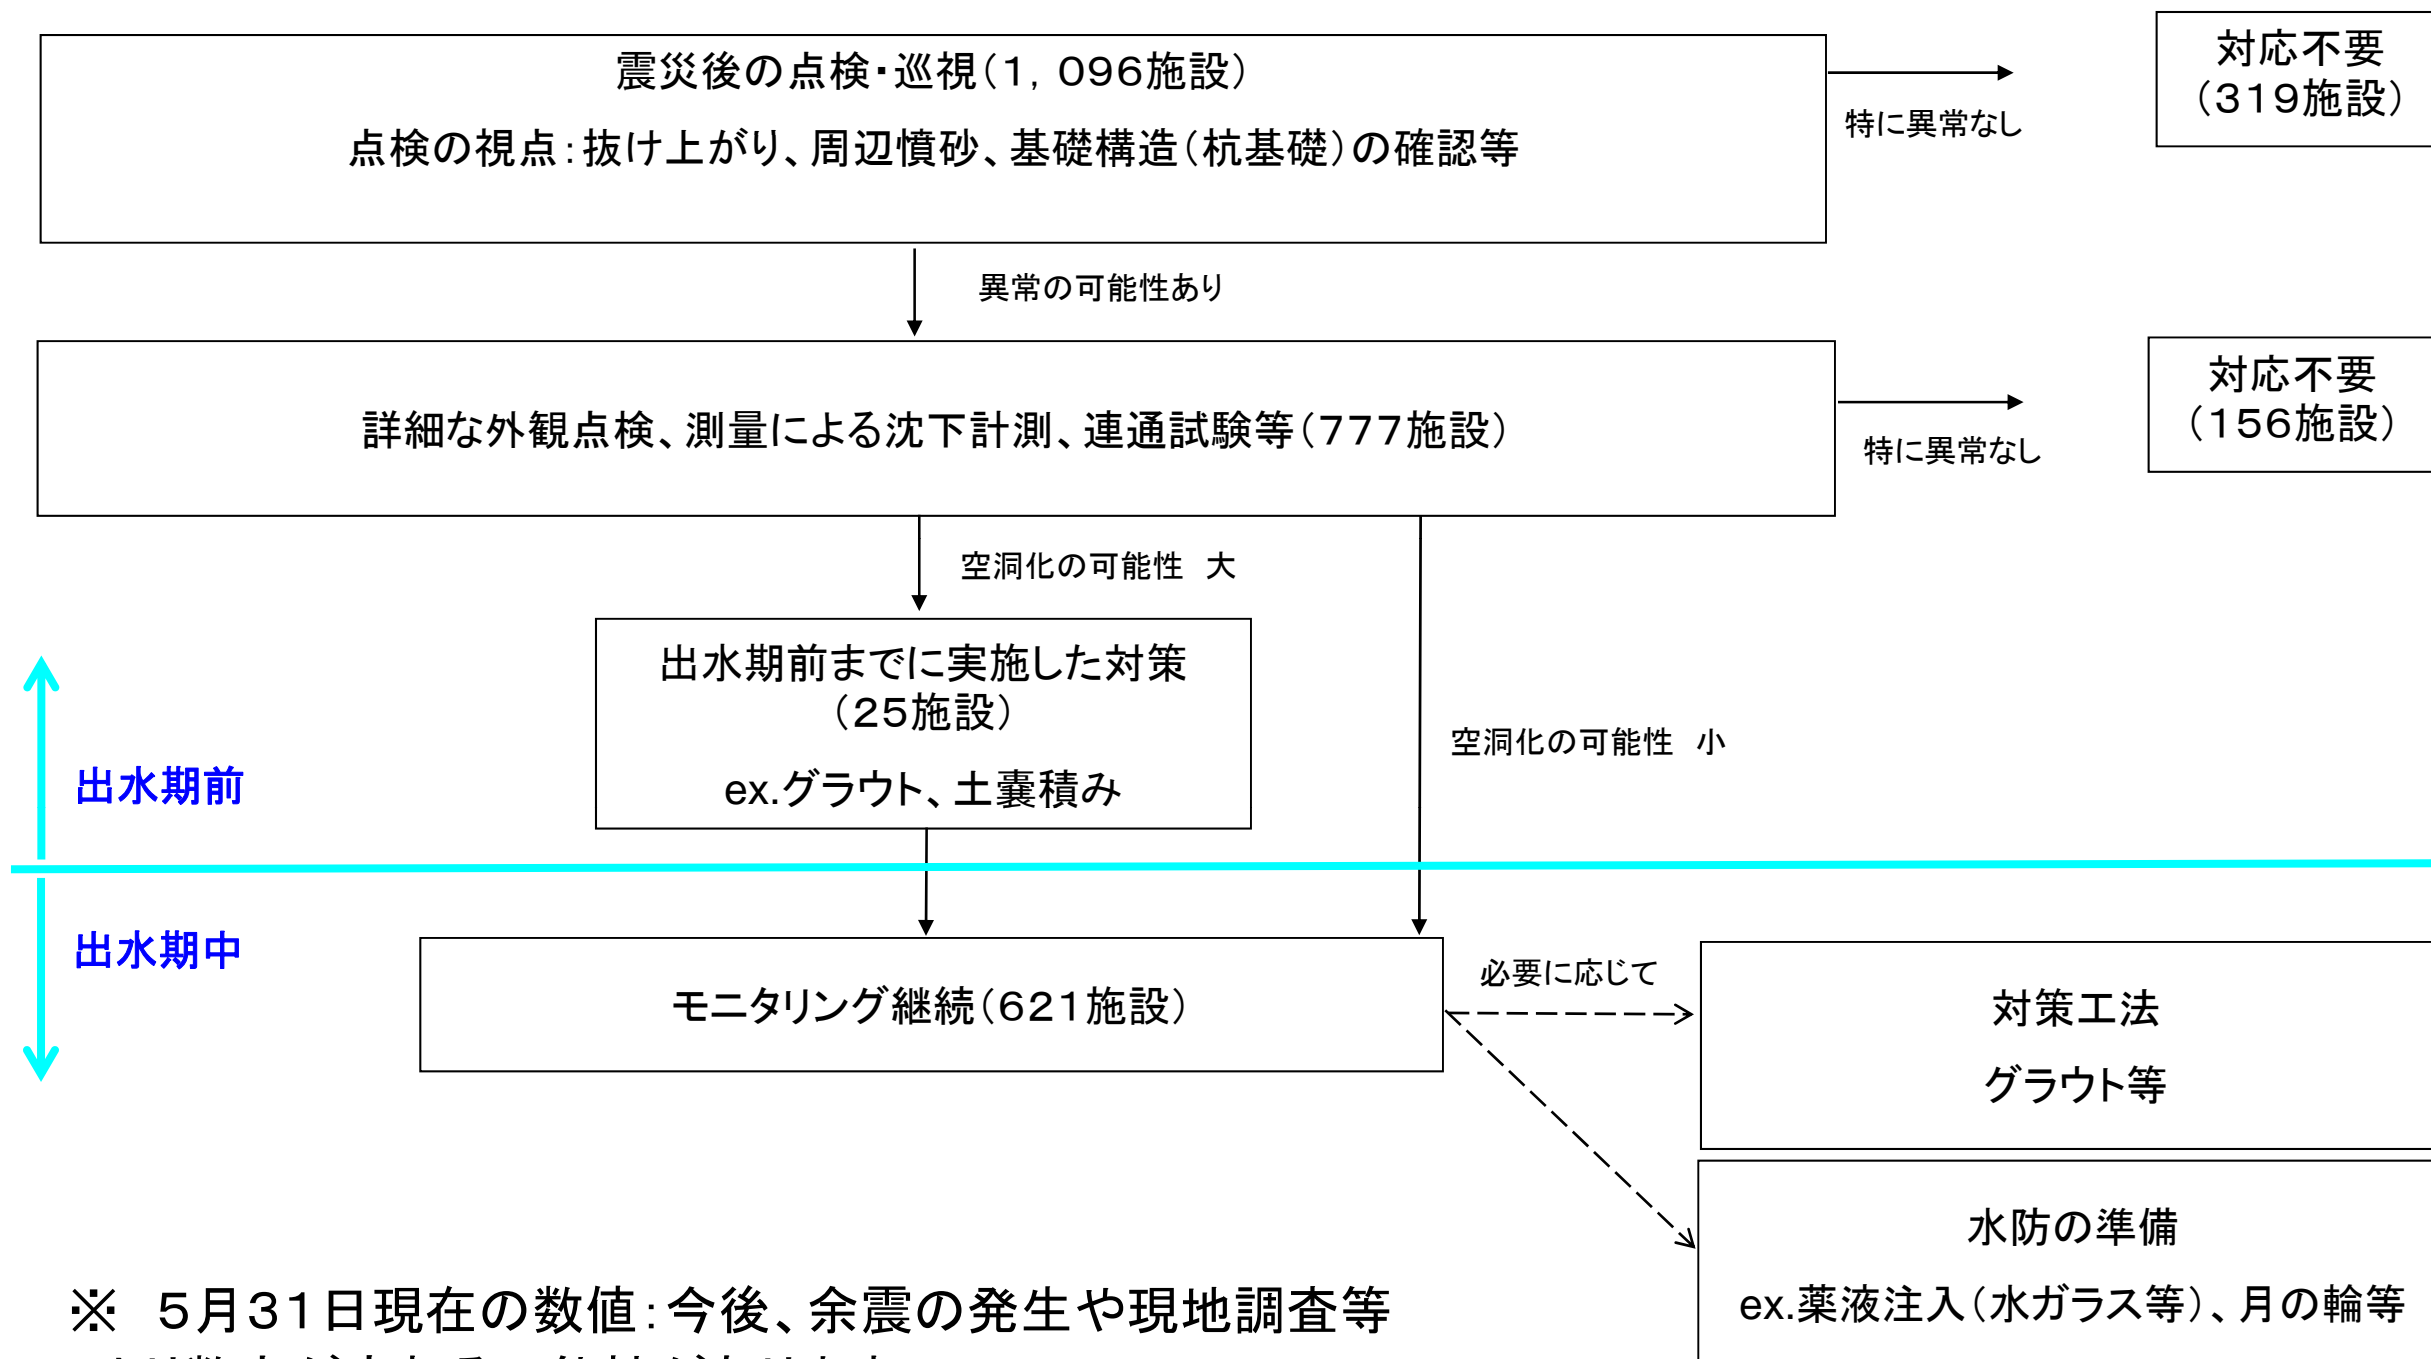 震災後の点検・巡視(1,096施設)
点検の視点:抜け上がり、周辺憤砂、基礎構造(杭基礎)の確認等
特に異常なし
対応不要
(319施設)
異常の可能性あり
詳細な外観点検、測量による沈下計測、連通試験等(777施設)
特に異常なし
対応不要
(156施設)
空洞化の可能性 大
出水期前までに実施した対策
(25施設)
ex.グラウト、土嚢積み
空洞化の可能性 小
出水期前
出水期中
モニタリング継続(621施設)
必要に応じて
対策工法
グラウト等
水防の準備
ex.薬液注入(水ガラス等)、月の輪等
※ 5月31日現在の数値:今後、余震の発生や現地調査等